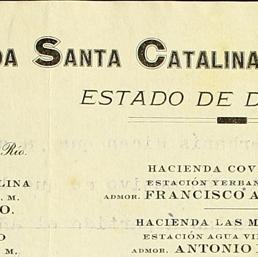 DA SANTA CATALINA
ESTADO DE D
Rio.
HACIENDA COV
LINA
ESTACIÓN YERBAN
M.
ADMOR. FRANCISCO A
O.
HACIENDA LAS M
O
ESTACIÓN AGUA VI
M.
ADMOR. ANTONIO